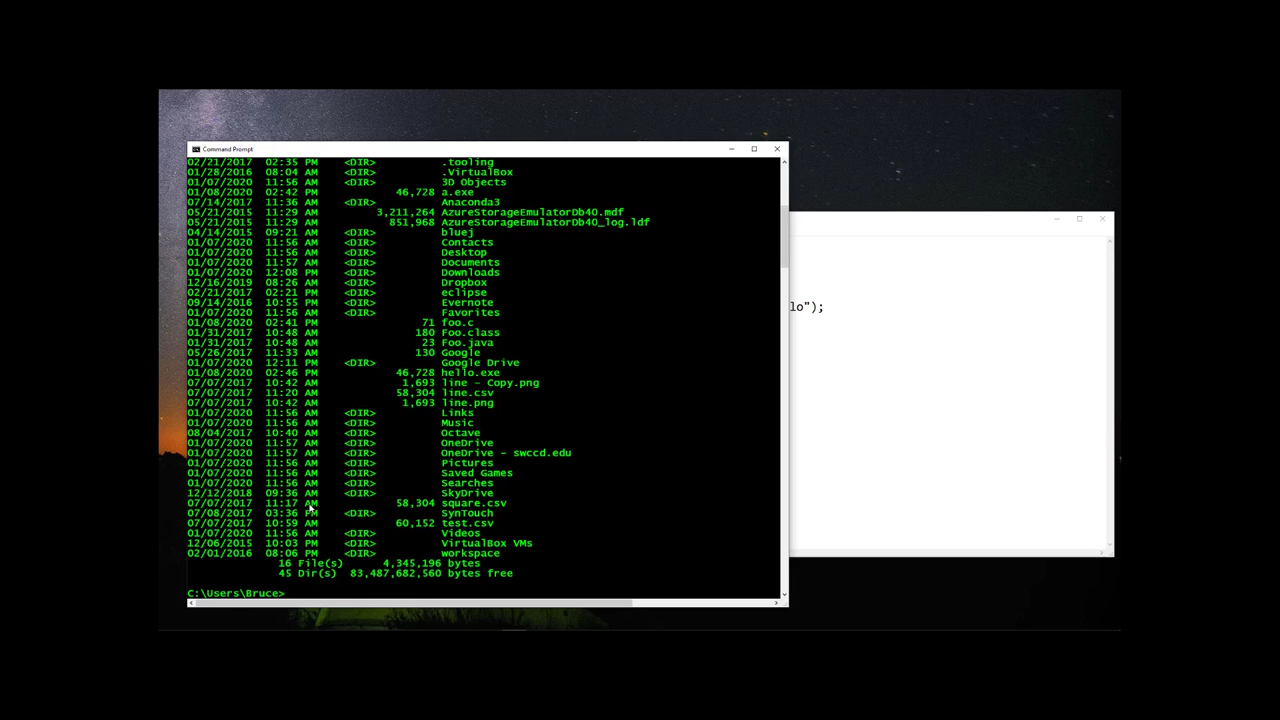 Command Prompt
02/21/2017 02:35 PM <DIR> .tooling
01/28/2016 08:04 AM <DIR> .VirtualBox
01/07/2020 11:56 AM <DIR> 3D Objects
01/08/2020 02:42 PM 46,728 a.exe
07/14/2017 11:36 AM <DIR> Anaconda3
05/21/2015 11:29 AM 3,211,264 AzureStorageEmulatorDb40.mdf
05/21/2015 11:29 AM 851,968 AzureStorageEmulatorDb40_log.ldf
04/14/2015 09:21 AM <DIR> bluej
01/07/2020 11:56 AM <DIR> Contacts
01/07/2020 11:56 AM <DIR> Desktop
01/07/2020 11:57 AM <DIR> Documents
01/07/2020 12:08 PM <DIR> Downloads
12/16/2019 08:26 AM <DIR> Dropbox
02/21/2017 02:21 PM <DIR> eclipse
09/14/2016 10:55 PM <DIR> Evernote
01/07/2020 11:56 AM <DIR> Favorites
01/08/2020 02:41 PM 71 foo.c
01/31/2017 10:48 AM 180 Foo.class
01/31/2017 10:48 AM 23 Foo.java
05/26/2017 11:33 AM 130 Google
01/07/2020 12:11 PM <DIR> Google Drive
01/08/2020 02:46 PM 46,728 hello.exe
07/07/2017 10:42 AM 1,693 line - Copy.png
07/07/2017 11:20 AM 58,304 line.csv
07/07/2017 10:42 AM 1,693 line.png
01/07/2020 11:56 AM <DIR> Links
01/07/2020 11:56 AM <DIR> Music
08/04/2017 10:40 AM <DIR> Octave
01/07/2020 11:57 AM <DIR> OneDrive
01/07/2020 11:57 AM <DIR> OneDrive - swccd.edu
01/07/2020 11:56 AM <DIR> Pictures
01/07/2020 11:56 AM <DIR> Saved Games
01/07/2020 11:56 AM <DIR> Searches
12/12/2018 09:36 AM <DIR> SkyDrive
07/07/2017 11:17 AM 58,304 square.csv
07/08/2017 03:36 PM <DIR> SynTouch
07/07/2017 10:59 AM 60,152 test.csv
01/07/2020 11:56 AM <DIR> Videos
12/06/2015 10:03 PM <DIR> VirtualBox VMs
02/01/2016 08:06 PM <DIR> workspace
16 File(s) 4,345,196 bytes
45 Dir(s) 83,487,682,560 bytes free
C:\Users\Bruce>
lo");